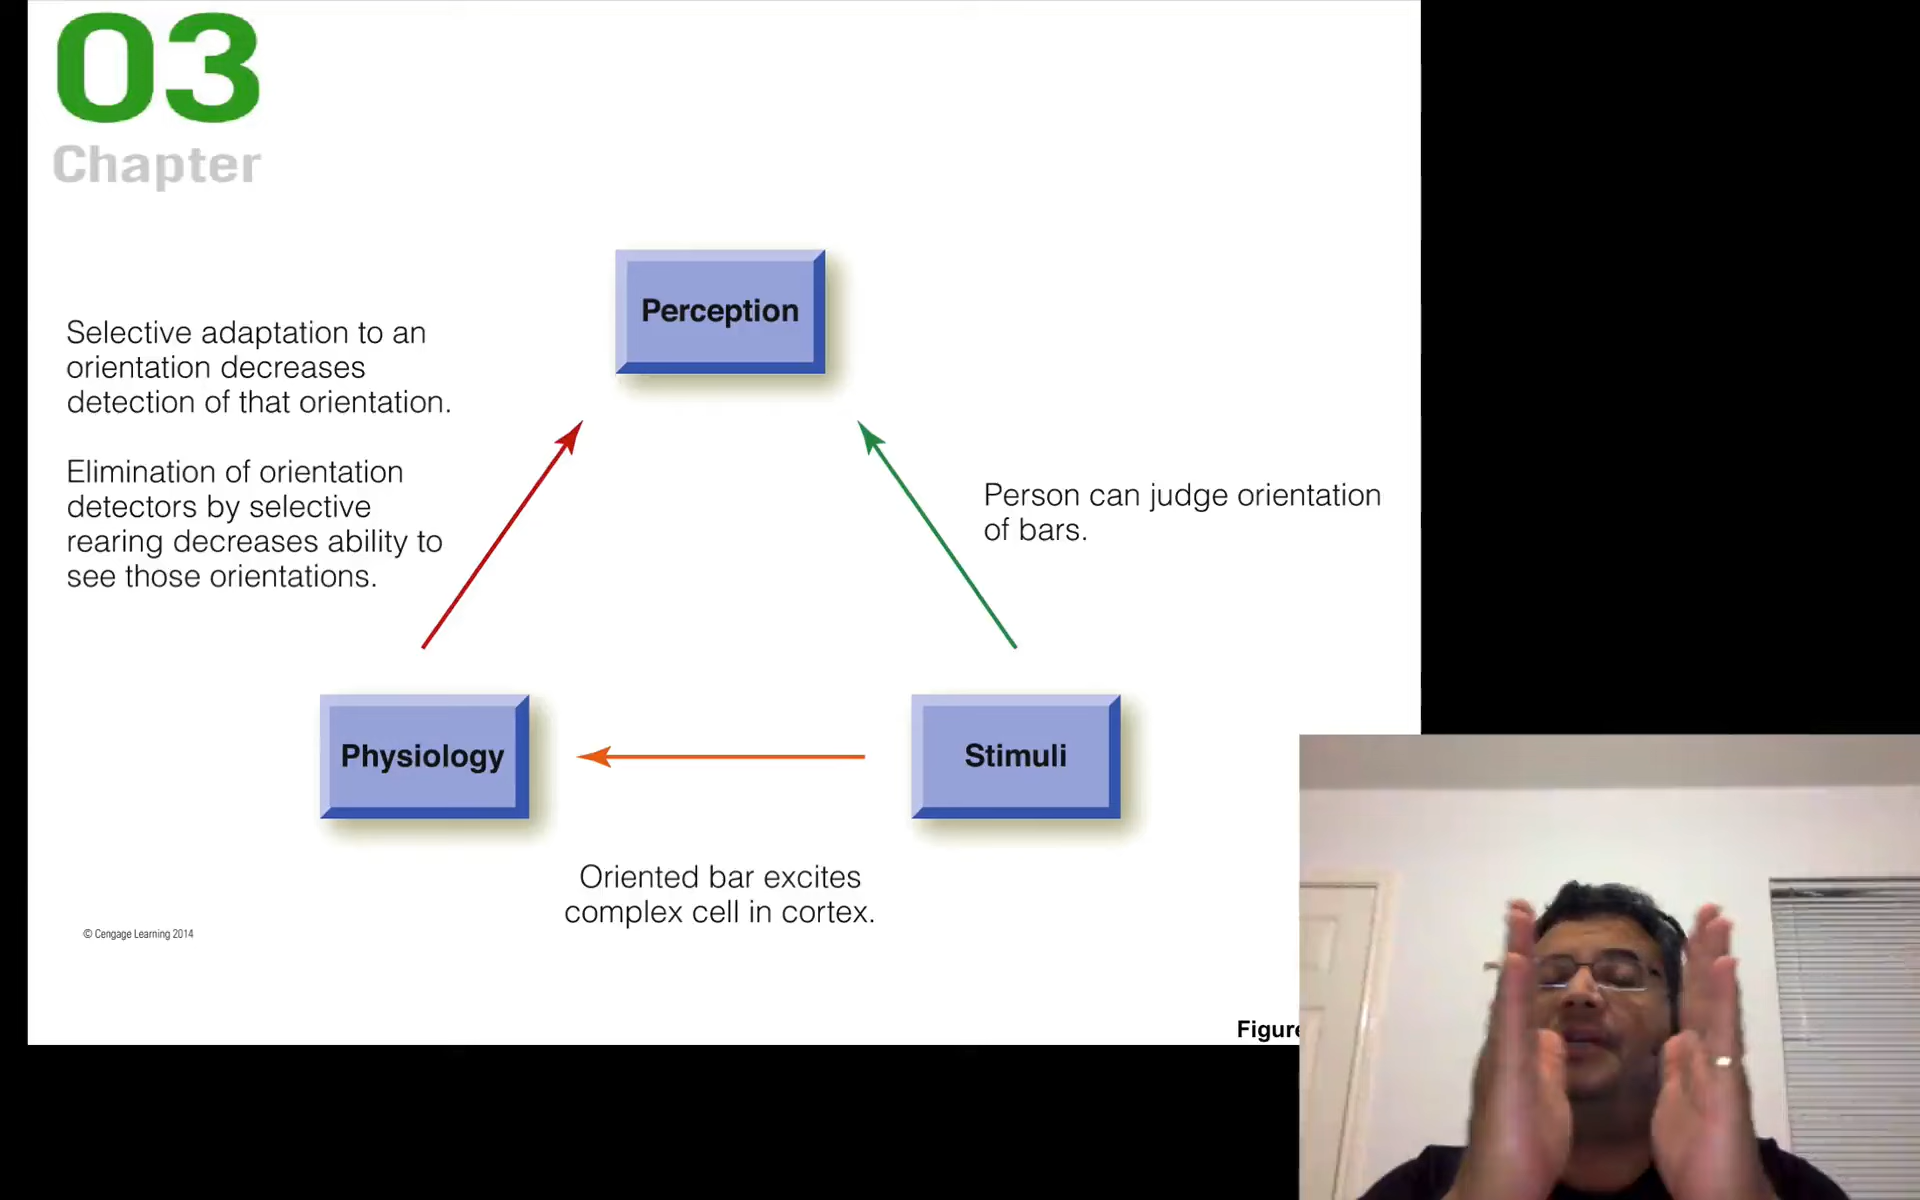 03
Chapter
Perception
Selective adaptation to an
orientation decreases
detection of that orientation.
Elimination of orientation
detectors by selective
rearing decreases ability to
see those orientations.
Person can judge orientation
of bars.
Physiology
Stimuli
Oriented bar excites
complex cell in cortex.
© Cengage Learning 2014
Figure